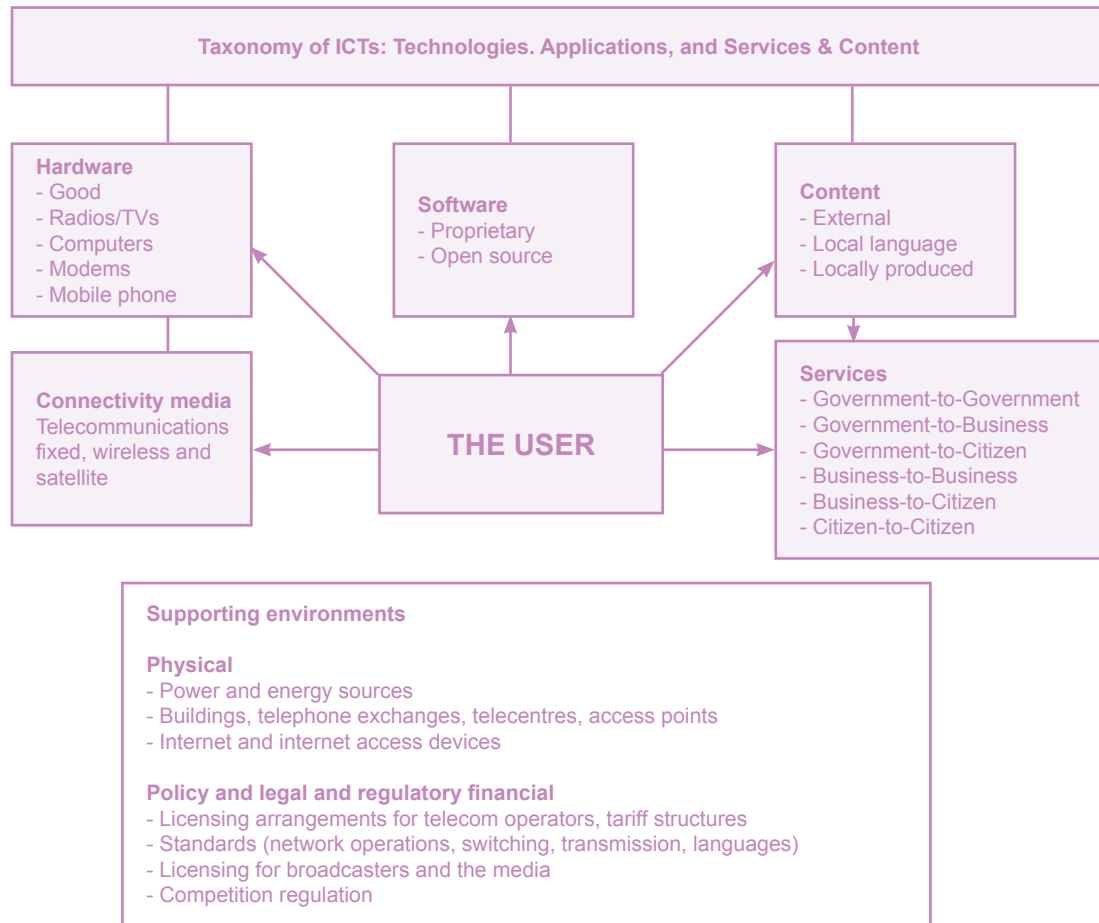 Taxonomy of ICTs: Technologies. Applications, and Services & Content
Hardware
- Good
- Radios/TVs
- Computers
- Modems
- Mobile phone
Software
- Proprietary
- Open source
Content
- External
- Local language
- Locally produced
Connectivity media
Telecommunications
fixed, wireless and
satellite
THE USER
Services
- Government-to-Government
- Government-to-Business
- Government-to-Citizen
- Business-to-Business
- Business-to-Citizen
- Citizen-to-Citizen
Supporting environments
Physical
- Power and energy sources
- Buildings, telephone exchanges, telecentres, access points
- Internet and internet access devices
Policy and legal and regulatory financial
- Licensing arrangements for telecom operators, tariff structures
- Standards (network operations, switching, transmission, languages)
- Licensing for broadcasters and the media
- Competition regulation